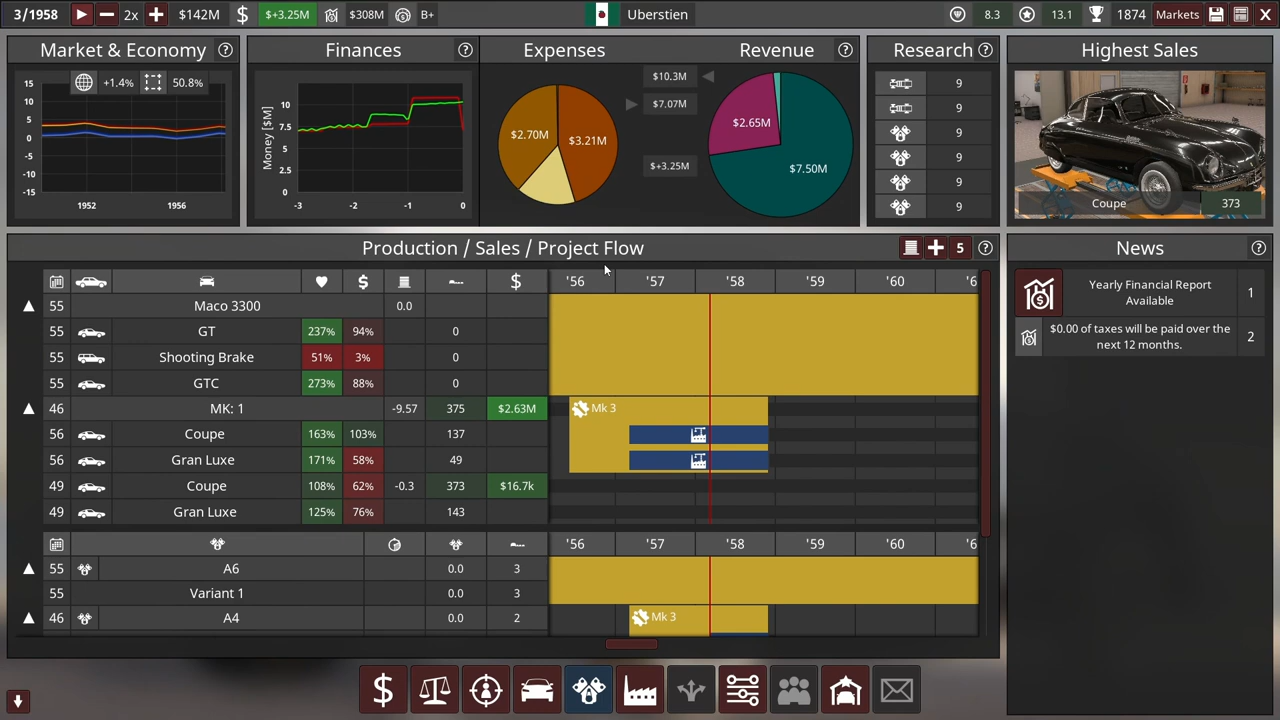 3/1958 2x $142M $+3.25M $308M B+ Uberstien 8.3 13.1 1874 Markets
Market & Economy
+1.4% 50.8%
15
10
5
0
-5
-10
-15
1952 1956
Finances
Money [$M]
10
7.5
5
2.5
0
-3 -2 -1 0
Expenses
$2.70M $3.21M
$10.3M
$7.07M
$+3.25M
Revenue
$2.65M
$7.50M
Research
9
9
9
9
9
9
Highest Sales
Coupe 373
Production / Sales / Project Flow
5
$ $ '56 '57 '58 '59 '60 '6
55 Maco 3300 0.0
55 GT 237% 94% 0
55 Shooting Brake 51% 3% 0
55 GTC 273% 88% 0
46 MK: 1 -9.57 375 $2.63M Mk 3
56 Coupe 163% 103% 137
56 Gran Luxe 171% 58% 49
49 Coupe 108% 62% -0.3 373 $16.7k
49 Gran Luxe 125% 76% 143
'56 '57 '58 '59 '60 '6
55 A6 0.0 3
55 Variant 1 0.0 3
46 A4 0.0 2 Mk 3
News
Yearly Financial Report
Available
1
$0.00 of taxes will be paid over the
next 12 months.
2
$